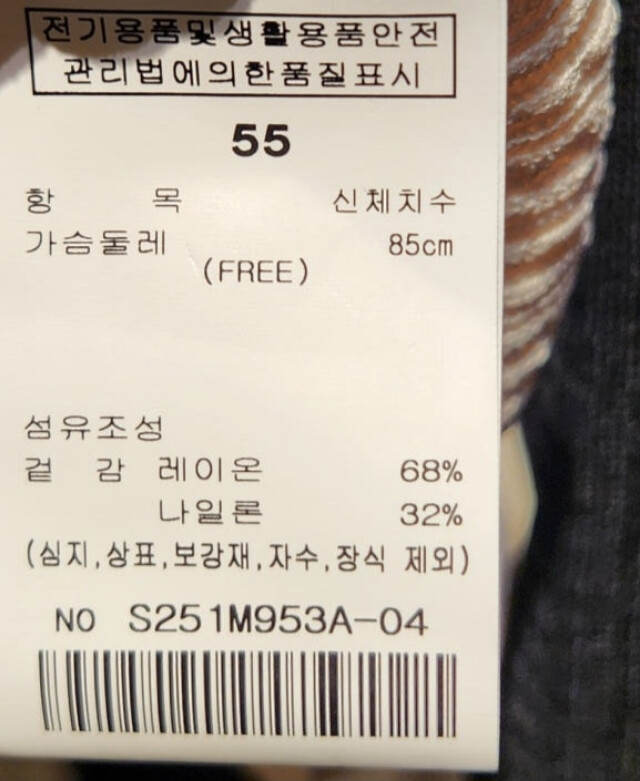 전기용품및생활용품안전
관리법에의한품질표시
55
항 목 신체치수
가슴둘레 85cm
(FREE)
섬유조성
겉 감 레이온 68%
나일론 32%
(심지,상표,보강재,자수,장식 제외)
NO S251M953A-04